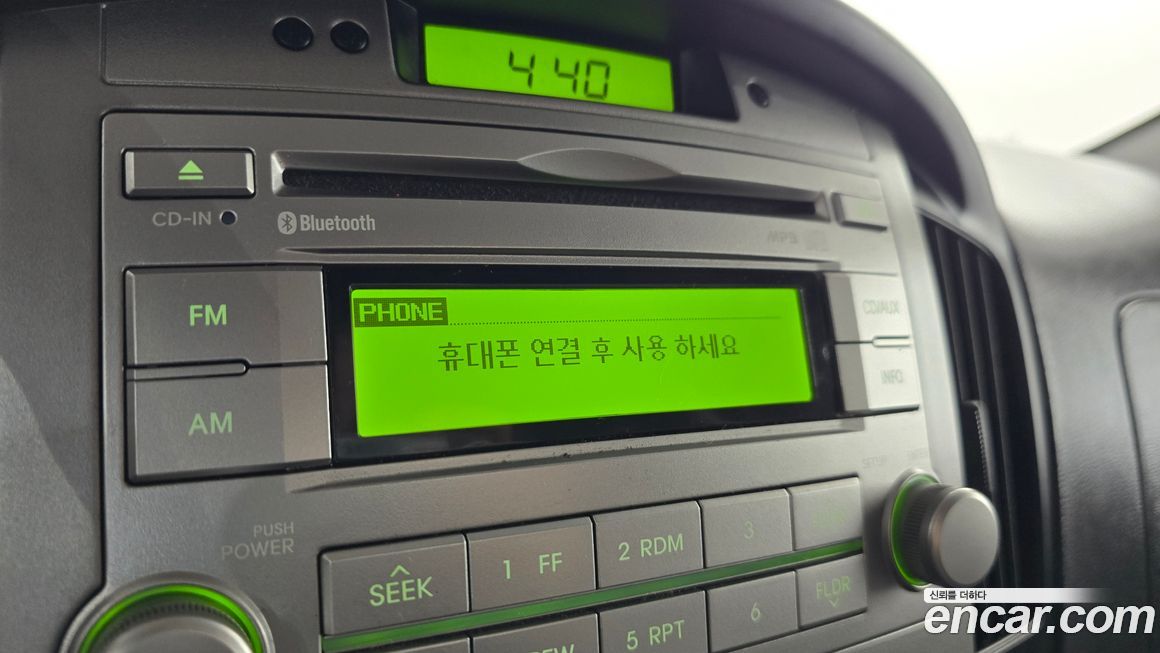 4 40
CD-IN
Bluetooth
MP3
FM
PHONE
CD/AUX
휴대폰 연결 후 사용 하세요
INFO
AM
SETUP
PUSH
POWER
SEEK
1 FF
2 RDM
3
FLDR
5 RPT
6
신뢰를 더하다
encar.com